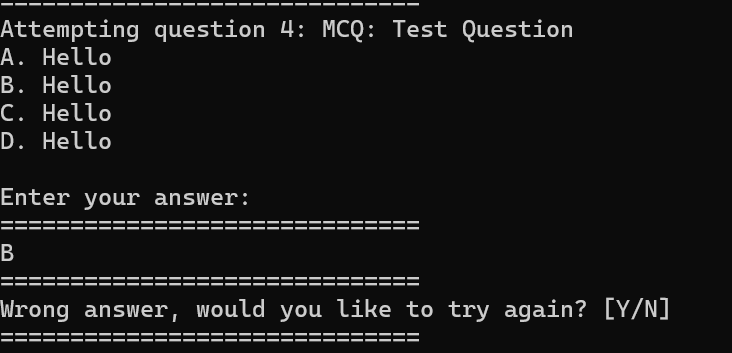 ==============================
Attempting question 4: MCQ: Test Question
A. Hello
B. Hello
C. Hello
D. Hello

Enter your answer:
==============================
B
==============================
Wrong answer, would you like to try again? [Y/N]
==============================